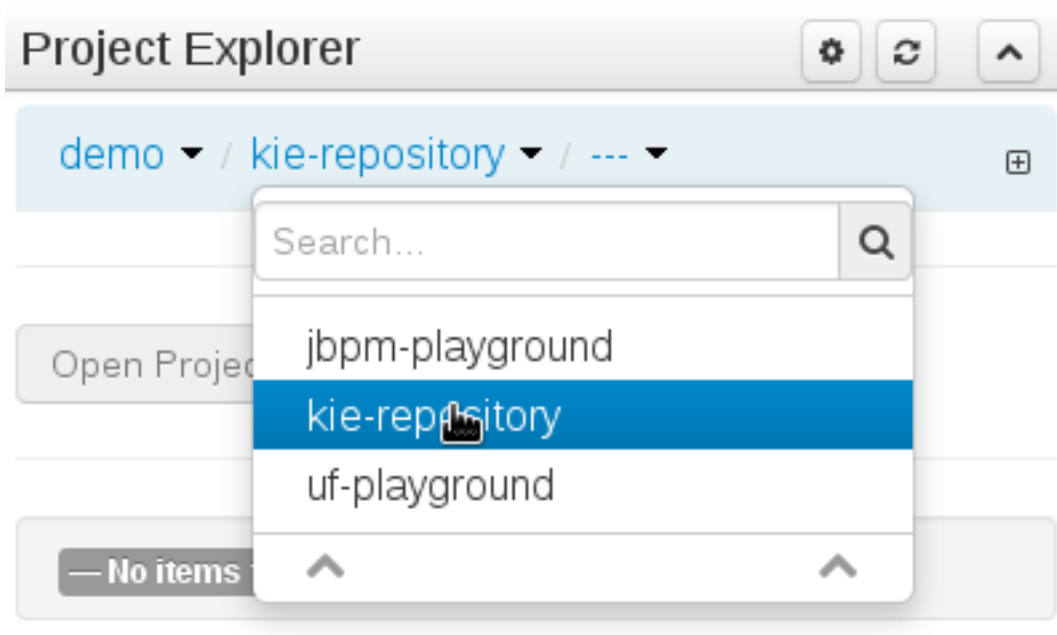 Project Explorer
demo / kie-repository / ---
Search...
jbpm-playground
Open Projec
kie-repository
uf-playground
— No items